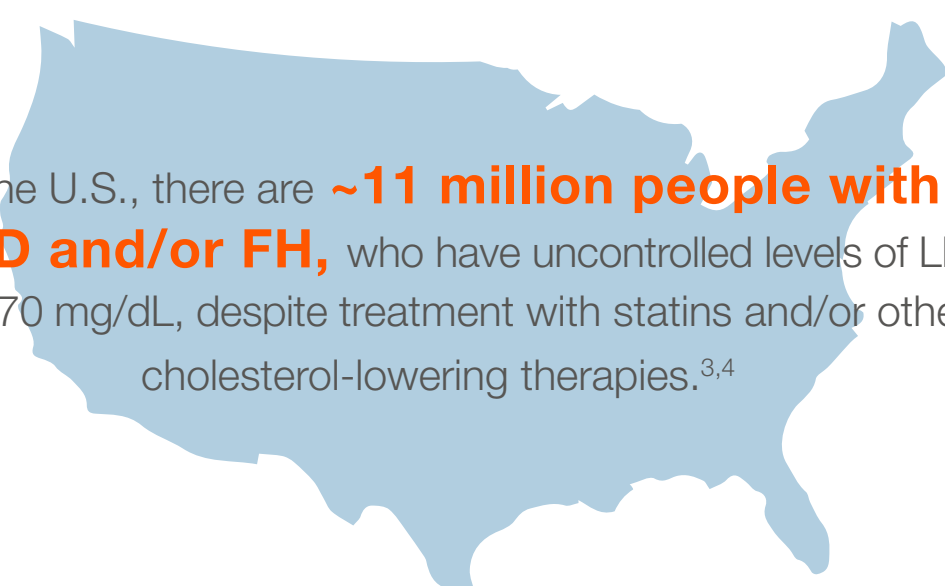 he U.S., there are ~11 million people with
D and/or FH, who have uncontrolled levels of L
70 mg/dL, despite treatment with statins and/or othe
cholesterol-lowering therapies.3,4